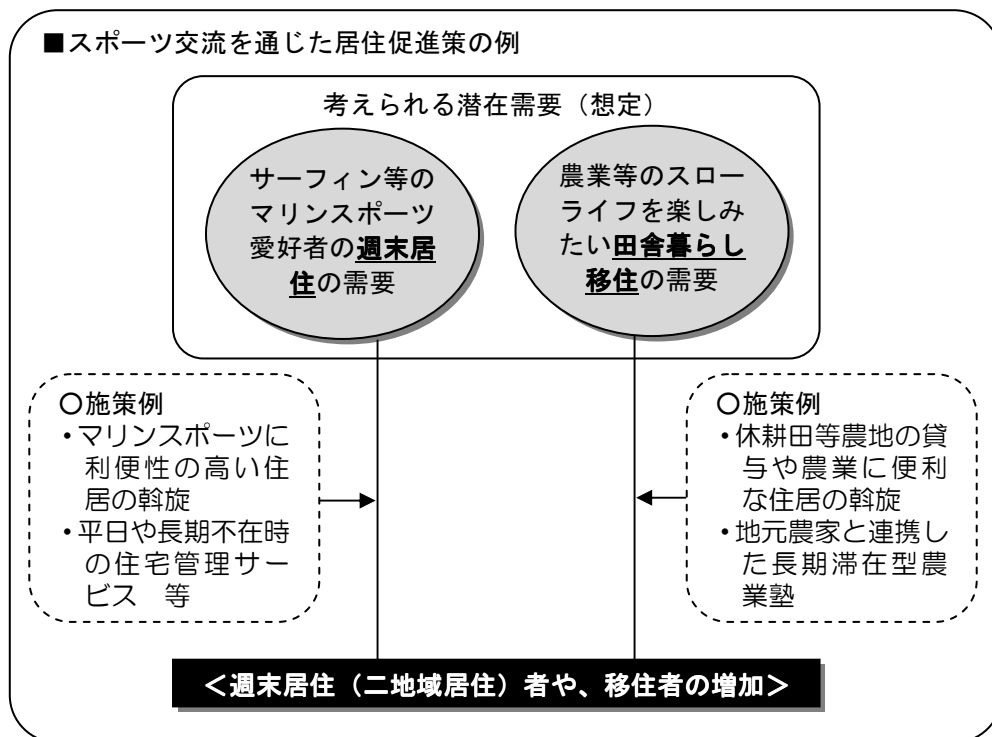 ■スポーツ交流を通じた居住促進策の例
考えられる潜在需要（想定）
サーフィン等の
マリンスポーツ
愛好者の週末居
住の需要
農業等のスロー
ライフを楽しみ
たい田舎暮らし
移住の需要
○施策例
・マリンスポーツに
利便性の高い住
居の斡旋
・平日や長期不在時
の住宅管理サー
ビス　等
○施策例
・休耕田等農地の貸
与や農業に便利
な住居の斡旋
・地元農家と連携し
た長期滞在型農
業塾
＜週末居住（二地域居住）者や、移住者の増加＞